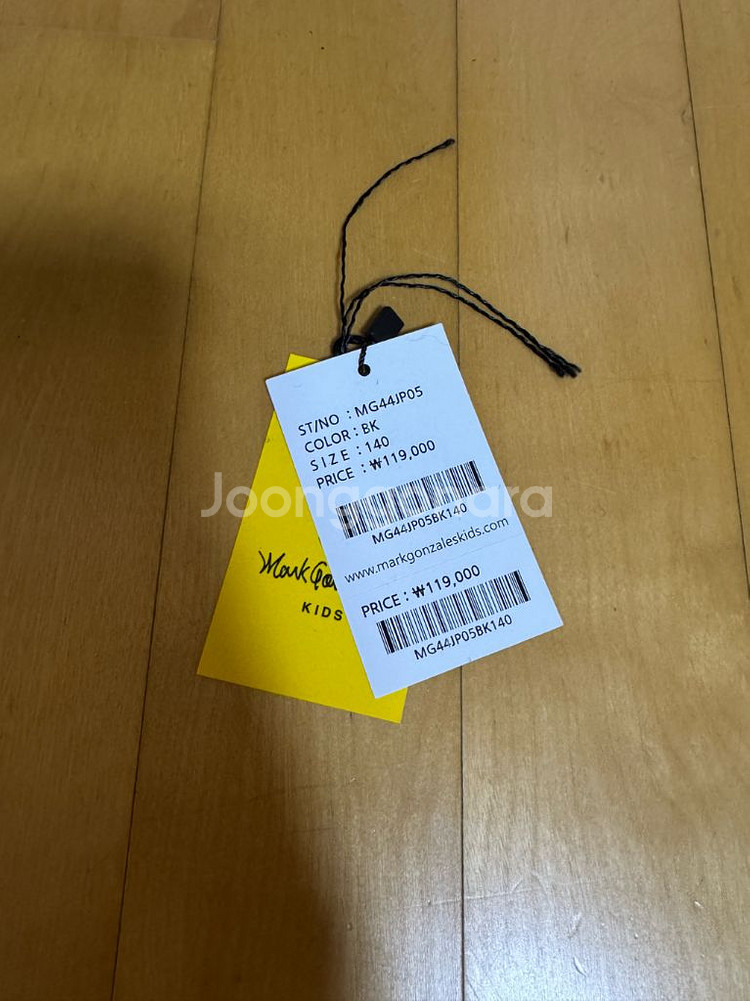 ST/NO : MG44JP05
COLOR : BK
SIZE : 140
PRICE : ₩119,000
MG44JP05BK140
www.markgonzaleskids.com
PRICE : ₩119,000
MG44JP05BK140
Mark
KIDS